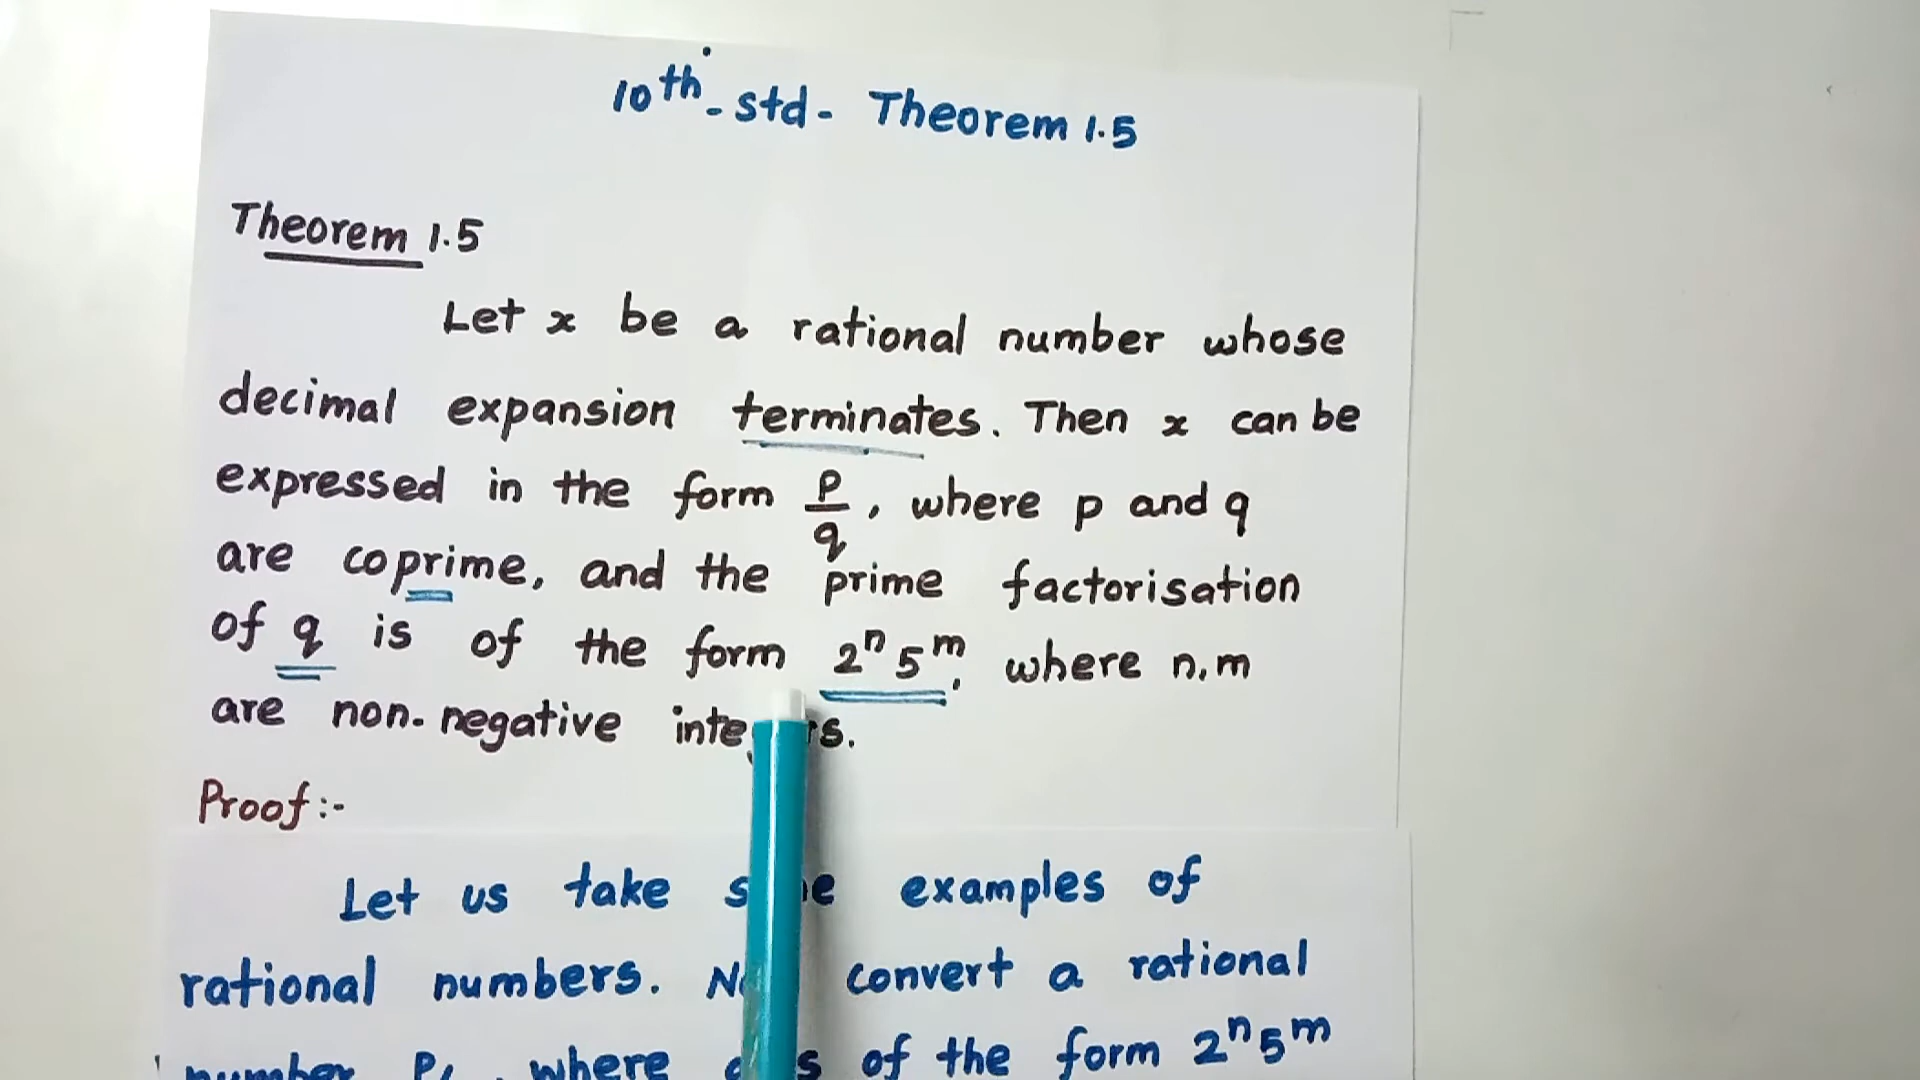 10th - std - Theorem 1.5
Theorem 1.5
Let x be a rational number whose
decimal expansion terminates. Then x can be
expressed in the form p/q, where p and q
are coprime, and the prime factorisation
of q is of the form 2ⁿ5ᵐ, where n,m
are non-negative
Proof:-
Let us take examples of
rational numbers. convert a rational
number P/ , where of the form 2ⁿ5ᵐ